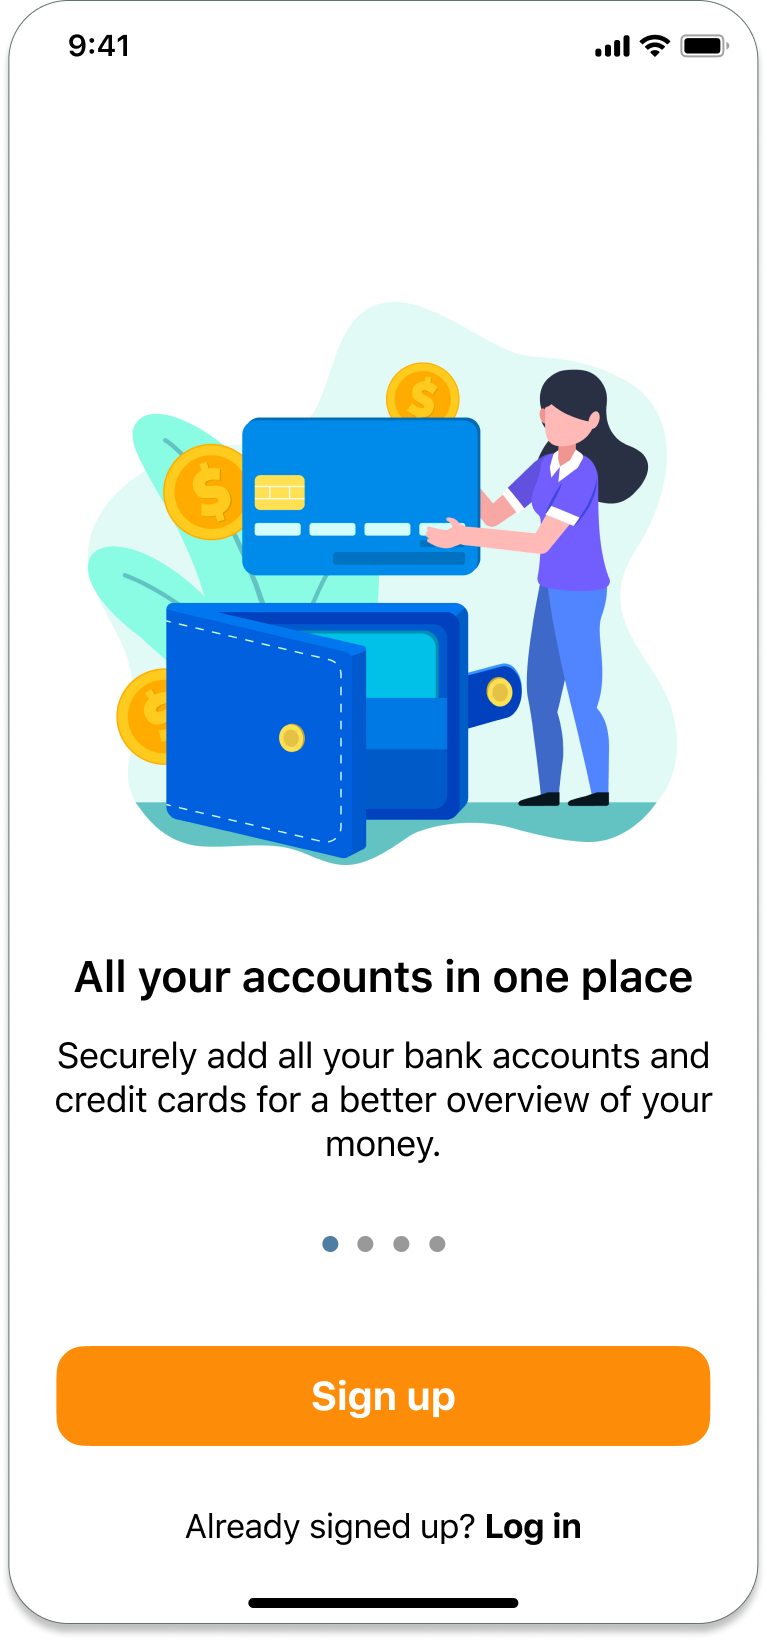 9:41
$
$
$
All your accounts in one place
Securely add all your bank accounts and
credit cards for a better overview of your
money.
Sign up
Already signed up? Log in